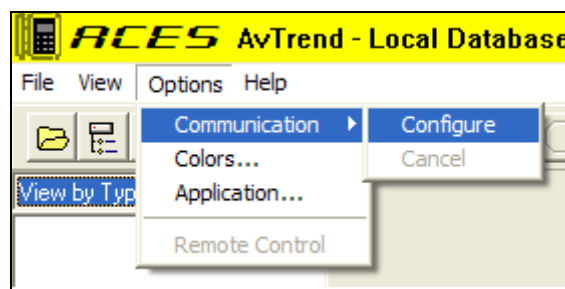 ACES AvTrend - Local Database
File View Options Help
Communication Configure
Colors... Cancel
View by Typ Application...
Remote Control